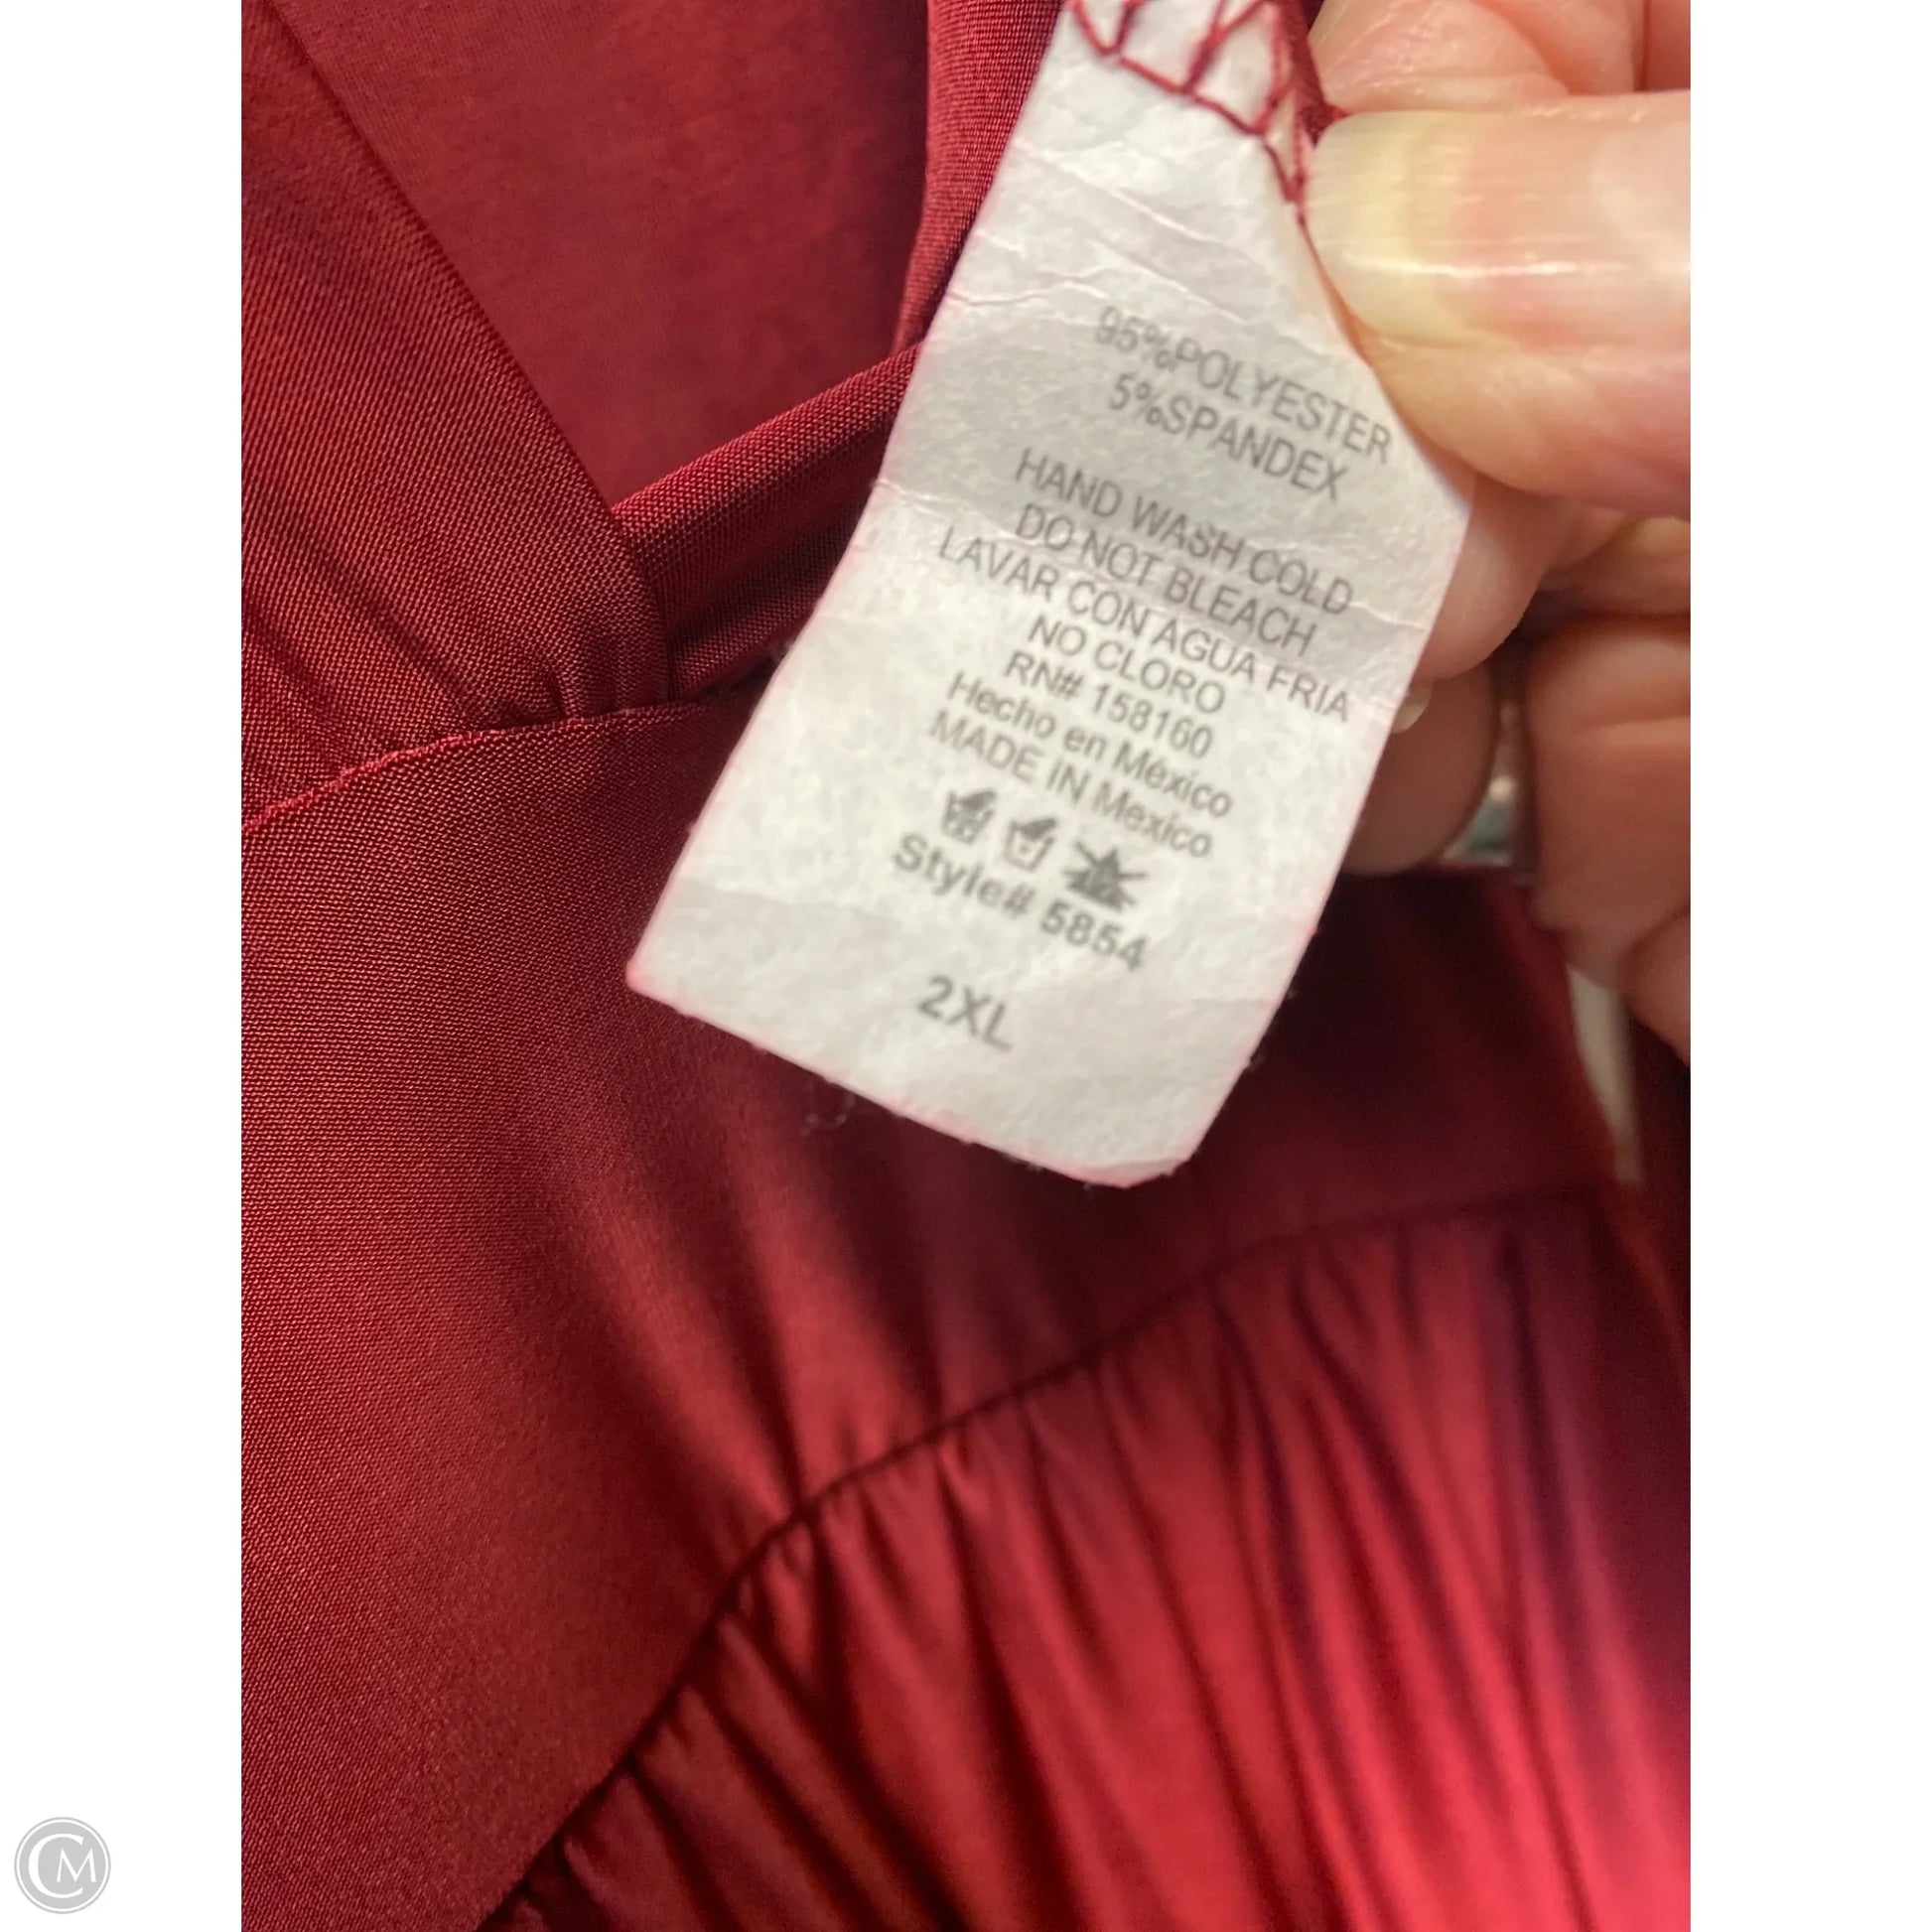 95%POLYESTER
5%SPANDEX
HAND WASH COLD
DO NOT BLEACH
LAVAR CON AGUA FRIA
NO CLORO
RN# 158160
Hecho en México
MADE IN Mexico
Style# 5854
2XL
CM